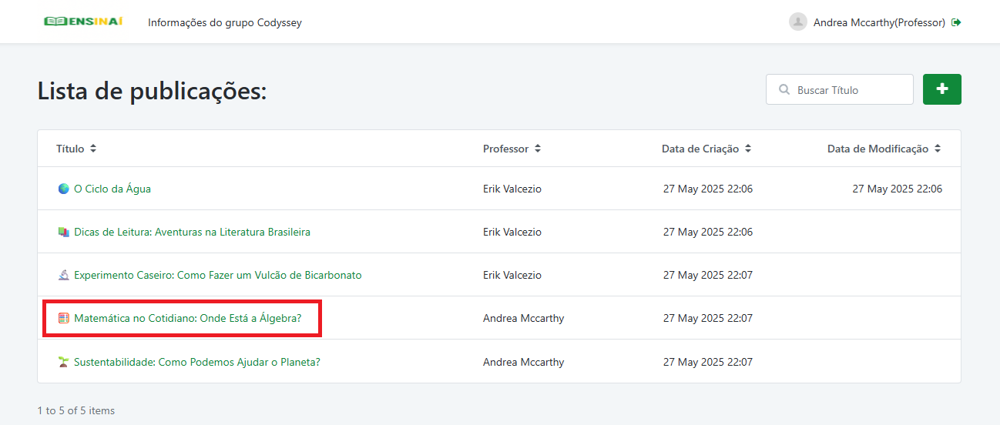 ENSINAÍ Informações do grupo Codyssey Andrea Mccarthy(Professor)
Lista de publicações: Buscar Título
Título Professor Data de Criação Data de Modificação
O Ciclo da Água Erik Valcezio 27 May 2025 22:06 27 May 2025 22:06
Dicas de Leitura: Aventuras na Literatura Brasileira Erik Valcezio 27 May 2025 22:06
Experimento Caseiro: Como Fazer um Vulcão de Bicarbonato Erik Valcezio 27 May 2025 22:07
Matemática no Cotidiano: Onde Está a Álgebra? Andrea Mccarthy 27 May 2025 22:07
Sustentabilidade: Como Podemos Ajudar o Planeta? Andrea Mccarthy 27 May 2025 22:07
1 to 5 of 5 items